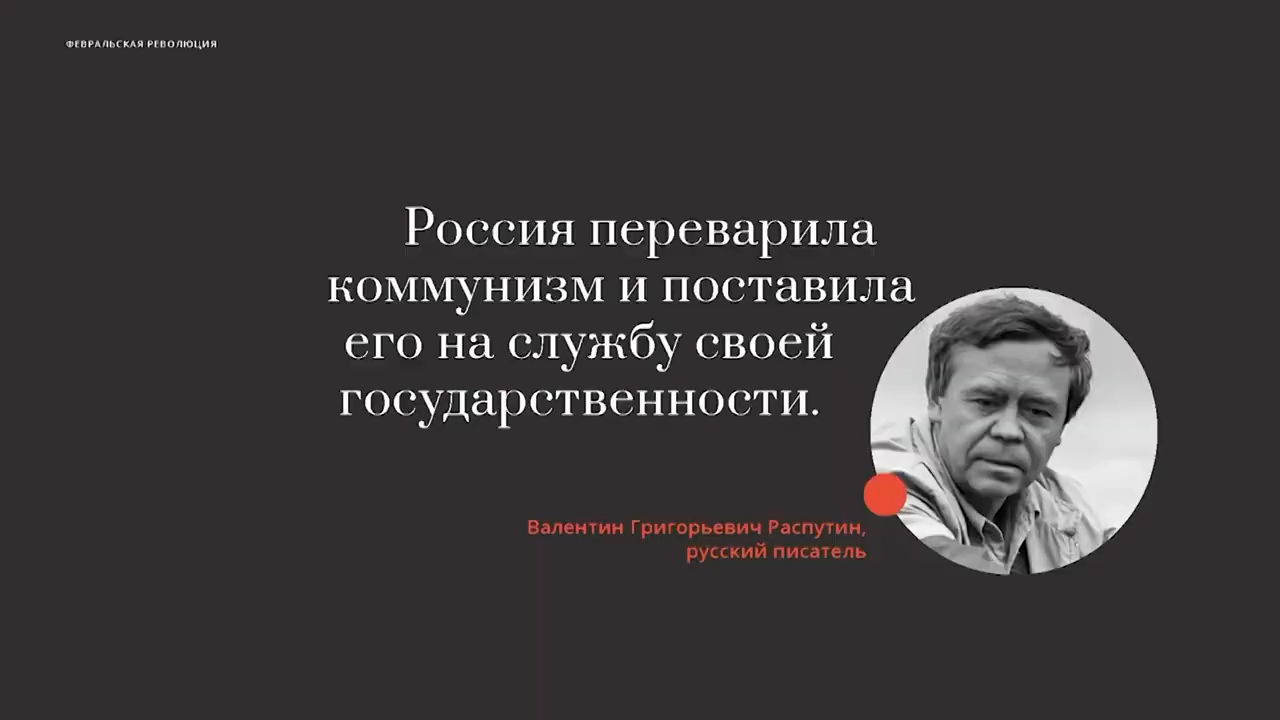 ФЕВРАЛЬСКАЯ РЕВОЛЮЦИЯ
Россия переварила
коммунизм и поставила
его на службу своей
государственности.
Валентин Григорьевич Распутин,
русский писатель